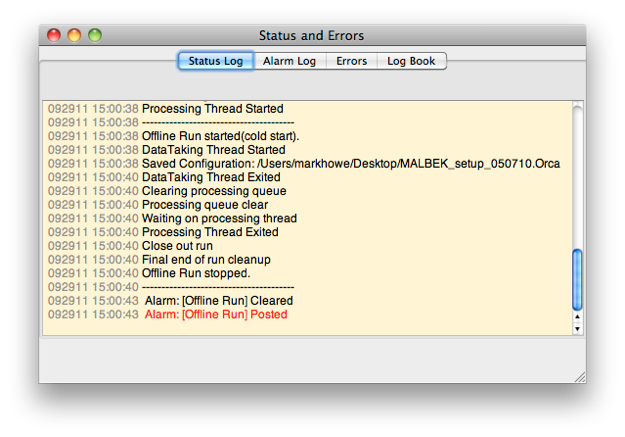 Status and Errors
Status Log Alarm Log Errors Log Book
092911 15:00:38 Processing Thread Started
092911 15:00:38 ---------------------------------------
092911 15:00:38 Offline Run started(cold start).
092911 15:00:38 DataTaking Thread Started
092911 15:00:38 Saved Configuration: /Users/markhowe/Desktop/MALBEK_setup_050710.Orca
092911 15:00:40 DataTaking Thread Exited
092911 15:00:40 Clearing processing queue
092911 15:00:40 Processing queue clear
092911 15:00:40 Waiting on processing thread
092911 15:00:40 Processing Thread Exited
092911 15:00:40 Close out run
092911 15:00:40 Final end of run cleanup
092911 15:00:40 Offline Run stopped.
092911 15:00:40 ---------------------------------------
092911 15:00:43 Alarm: [Offline Run] Cleared
092911 15:00:43 Alarm: [Offline Run] Posted